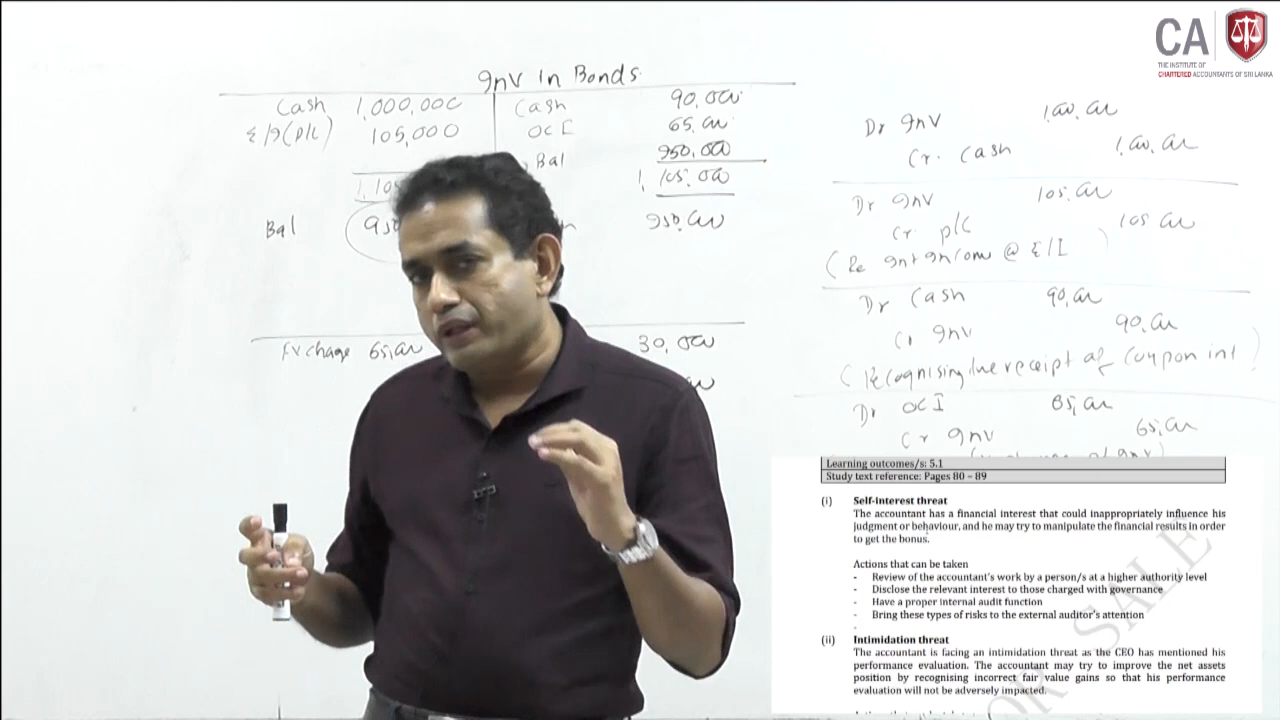 CA
THE INSTITUTE OF
CHARTERED ACCOUNTANTS OF SRI LANKA
Inv in Bonds
Cash 1,000,000 Cash 90,000
E/I (P/L) 105,000 OCI 65,000
Bal 950,000
1,105 1,105,000
Bal 950 950,000
FV change 65,000 30,000
Dr Inv 1,000,000
Cr. Cash 1,000,000
Dr Inv 105,000
Cr P/L 105,000
(Re Int Income @ E/I)
Dr Cash 90,000
Cr Inv 90,000
(Recognising the receipt of Coupon int)
Dr OCI 65,000
Cr Inv 65,000
Learning outcomes/s: 5.1
Study text reference: Pages 80 – 89
(i) Self-interest threat
The accountant has a financial interest that could inappropriately influence his
judgment or behaviour, and he may try to manipulate the financial results in order
to get the bonus.
Actions that can be taken
- Review of the accountant's work by a person/s at a higher authority level
- Disclose the relevant interest to those charged with governance
- Have a proper internal audit function
- Bring these types of risks to the external auditor's attention
-
(ii) Intimidation threat
The accountant is facing an intimidation threat as the CEO has mentioned his
performance evaluation. The accountant may try to improve the net assets
position by recognising incorrect fair value gains so that his performance
evaluation will not be adversely impacted.
OR SALE